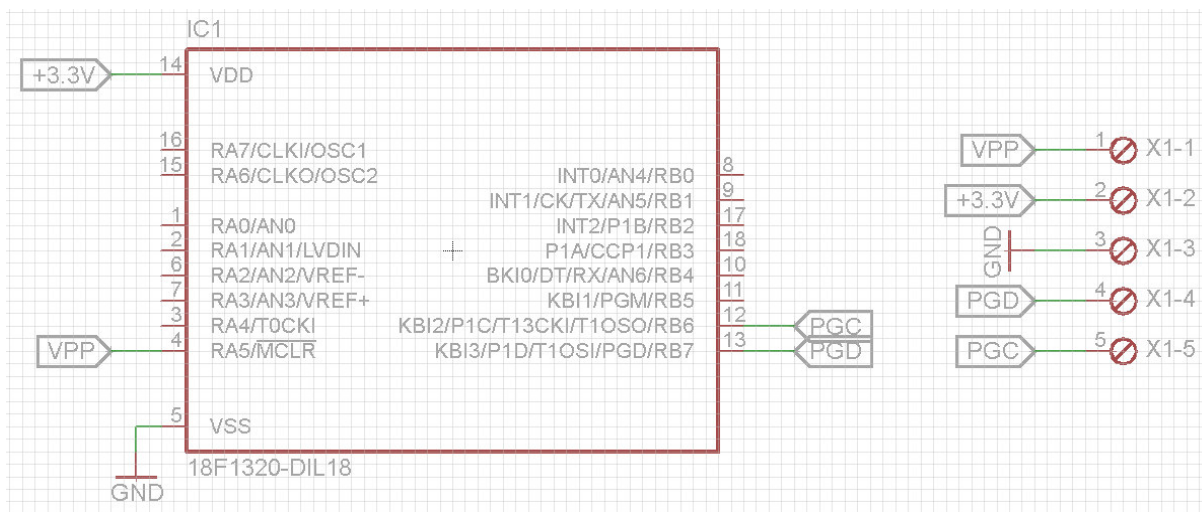 IC1
+3.3V
14
VDD
16
RA7/CLKI/OSC1
15
RA6/CLKO/OSC2
1
RA0/AN0
2
RA1/AN1/LVDIN
6
RA2/AN2/VREF-
7
RA3/AN3/VREF+
3
RA4/T0CKI
VPP
4
RA5/MCLR
5
VSS
GND
18F1320-DIL18
INT0/AN4/RB0
8
INT1/CK/TX/AN5/RB1
9
INT2/P1B/RB2
17
P1A/CCP1/RB3
18
BKI0/DT/RX/AN6/RB4
10
KBI1/PGM/RB5
11
KBI2/P1C/T13CKI/T1OSO/RB6
12
PGC
KBI3/P1D/T1OSI/PGD/RB7
13
PGD
VPP
1
X1-1
+3.3V
2
X1-2
GND
3
X1-3
PGD
4
X1-4
PGC
5
X1-5